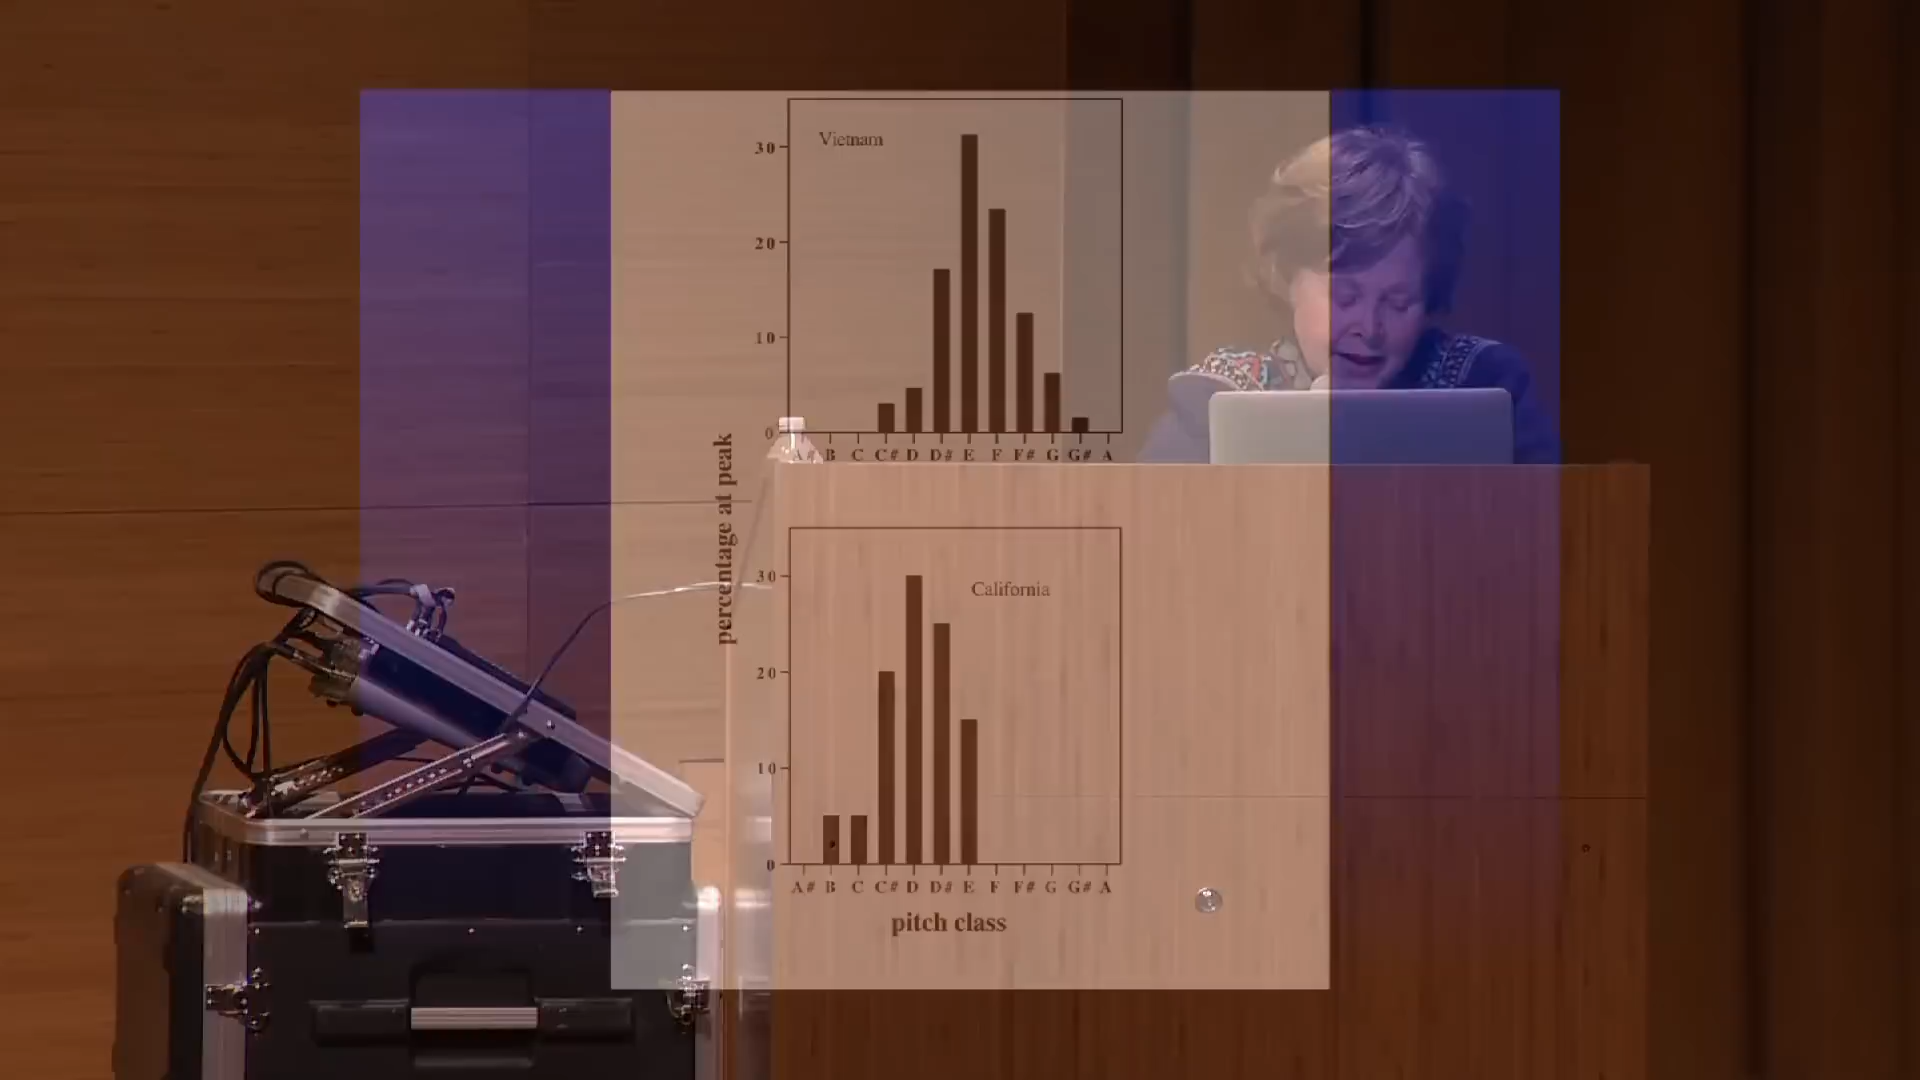 Vietnam
30
20
10
0
A# B C C# D D# E F F# G G# A
percentage at peak
California
30
20
10
0
A# B C C# D D# E F F# G G# A
pitch class